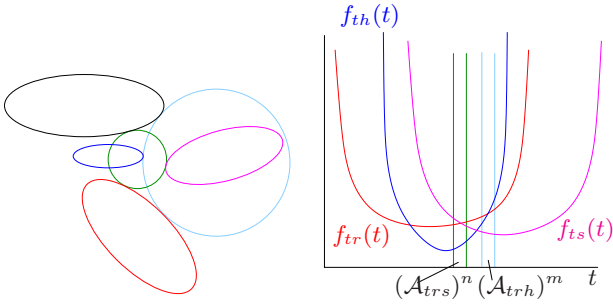 f_{th}(t)
f_{tr}(t)
f_{ts}(t)
t
(𝒜_{trs})^n (𝒜_{trh})^m